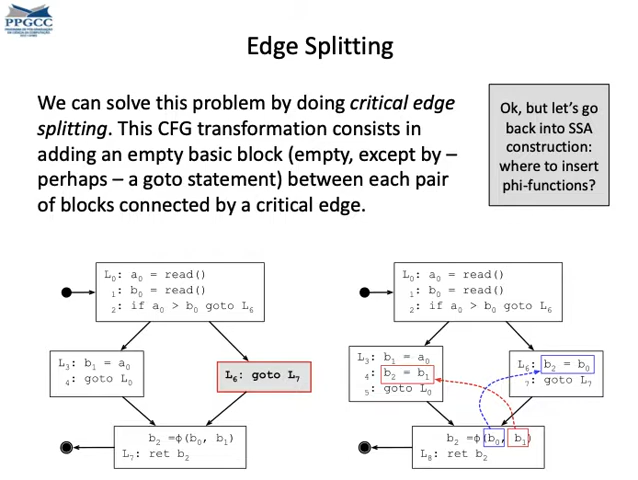 PPGCC
Edge Splitting
We can solve this problem by doing critical edge
splitting. This CFG transformation consists in
adding an empty basic block (empty, except by –
perhaps – a goto statement) between each pair
of blocks connected by a critical edge.
Ok, but let's go
back into SSA
construction:
where to insert
phi-functions?
L₀: a₀ = read()
₁: b₀ = read()
₂: if a₀ > b₀ goto L₆
L₃: b₁ = a₀
₄: goto L₀
L₆: goto L₇
b₂ =ϕ(b₀, b₁)
L₇: ret b₂
L₀: a₀ = read()
₁: b₀ = read()
₂: if a₀ > b₀ goto L₆
L₃: b₁ = a₀
₄: b₂ = b₁
₅: goto L₀
L₆: b₂ = b₀
₇: goto L₇
b₂ =ϕ(b₀, b₁)
L₈: ret b₂